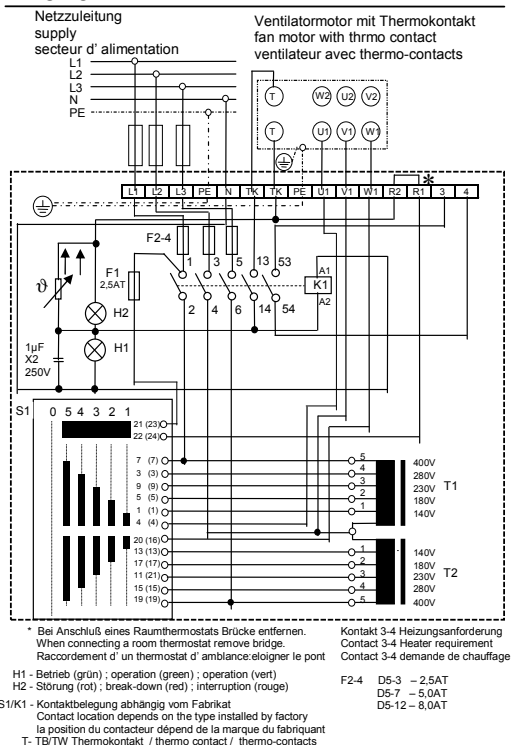 Netzzuleitung
supply
secteur d' alimentation
Ventilatormotor mit Thermokontakt
fan motor with thrmo contact
ventilateur avec thermo-contacts
L1
L2
L3
N
PE
T W2 U2 V2
T U1 V1 W1
L1 L2 L3 PE N TK TK PE U1 V1 W1 R2 R1 3 4
*
F2-4
1 3 5 13 53
F1
2,5AT
A1
K1
A2
2 4 6 14 54
ϑ
H2
H1
1µF
X2
250V
S1 0 5 4 3 2 1
21 (23)
22 (24)
7 (7)
3 (3)
9 (9)
5 (5)
1 (1)
4 (4)
20 (16)
13 (13)
17 (17)
11 (21)
15 (15)
19 (19)
5 400V
4 280V
3 230V T1
2 180V
1 140V
1 140V
2 180V
3 230V T2
4 280V
5 400V
* Bei Anschluß eines Raumthermostats Brücke entfernen.
When connecting a room thermostat remove bridge.
Raccordement d' un thermostat d' ambiance:eloigner le pont
Kontakt 3-4 Heizungsanforderung
Contact 3-4 Heater requirement
Contact 3-4 demande de chauffage
H1 - Betrieb (grün) ; operation (green) ; operation (vert)
H2 - Störung (rot) ; break-down (red) ; interruption (rouge)
F2-4 D5-3 – 2,5AT
D5-7 – 5,0AT
D5-12 – 8,0AT
S1/K1 - Kontaktbelegung abhängig vom Fabrikat
Contact location depends on the type installed by factory
la position du contacteur dépend de la marque du fabriquant
T- TB/TW Thermokontakt / thermo contact / thermo-contacts